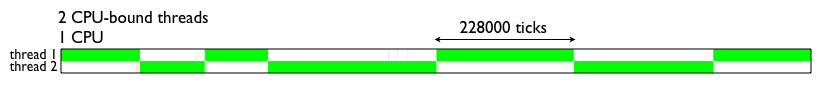 2 CPU-bound threads
1 CPU
228000 ticks
thread 1
thread 2